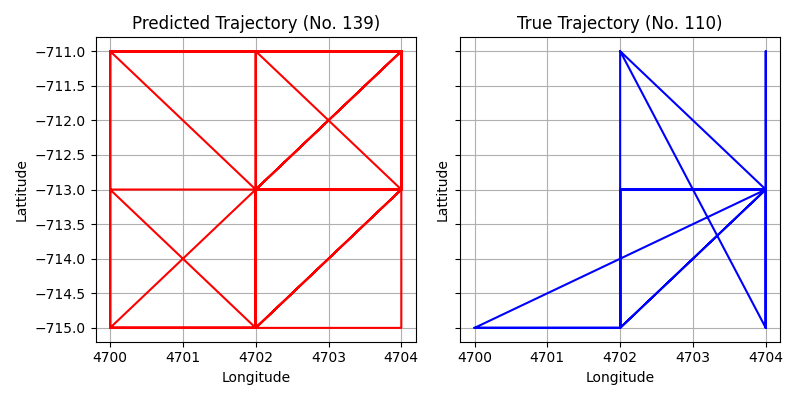 Predicted Trajectory (No. 139)
True Trajectory (No. 110)
−711.0
−711.5
−712.0
−712.5
−713.0
−713.5
−714.0
−714.5
−715.0
Lattitude
Lattitude
4700 4701 4702 4703 4704
4700 4701 4702 4703 4704
Longitude
Longitude